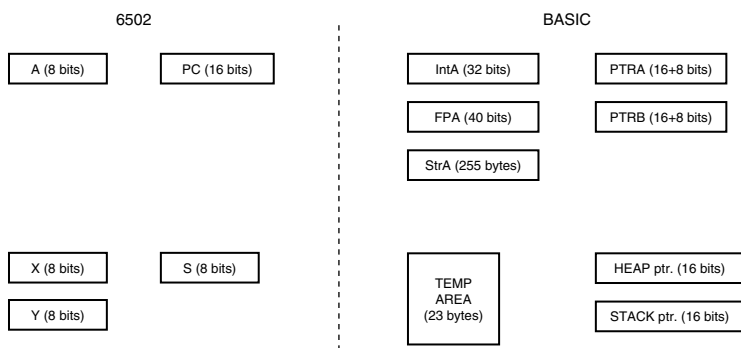 6502
A (8 bits)
PC (16 bits)
X (8 bits)
S (8 bits)
Y (8 bits)
BASIC
IntA (32 bits)
PTRA (16+8 bits)
FPA (40 bits)
PTRB (16+8 bits)
StrA (255 bytes)
TEMP
AREA
(23 bytes)
HEAP ptr. (16 bits)
STACK ptr. (16 bits)